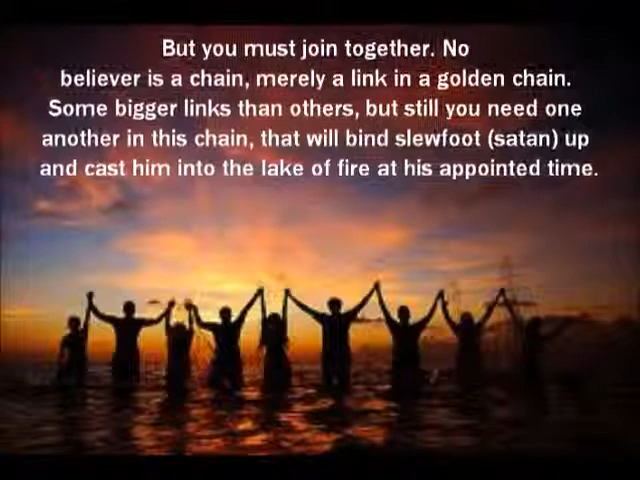 But you must join together. No
believer is a chain, merely a link in a golden chain.
Some bigger links than others, but still you need one
another in this chain, that will bind slewfoot (satan) up
and cast him into the lake of fire at his appointed time.